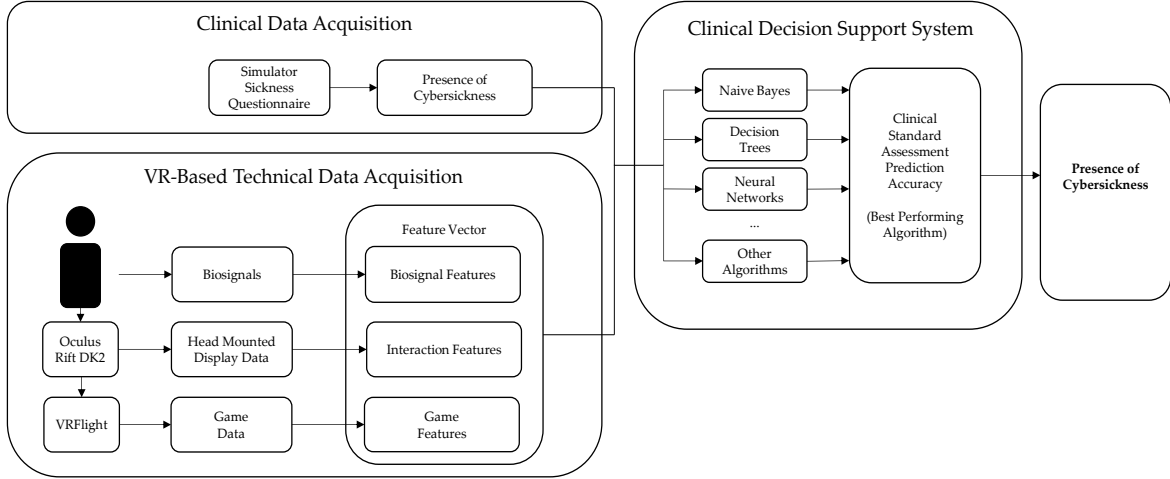 Clinical Data Acquisition
Simulator
Sickness
Questionnaire
Presence of
Cybersickness
VR-Based Technical Data Acquisition
Feature Vector
Biosignals
Biosignal Features
Oculus
Rift DK2
Head Mounted
Display Data
Interaction Features
VRFlight
Game
Data
Game
Features
Clinical Decision Support System
Naive Bayes
Decision
Trees
Neural
Networks
...
Other
Algorithms
Clinical
Standard
Assessment
Prediction
Accuracy
(Best Performing
Algorithm)
Presence of
Cybersickness